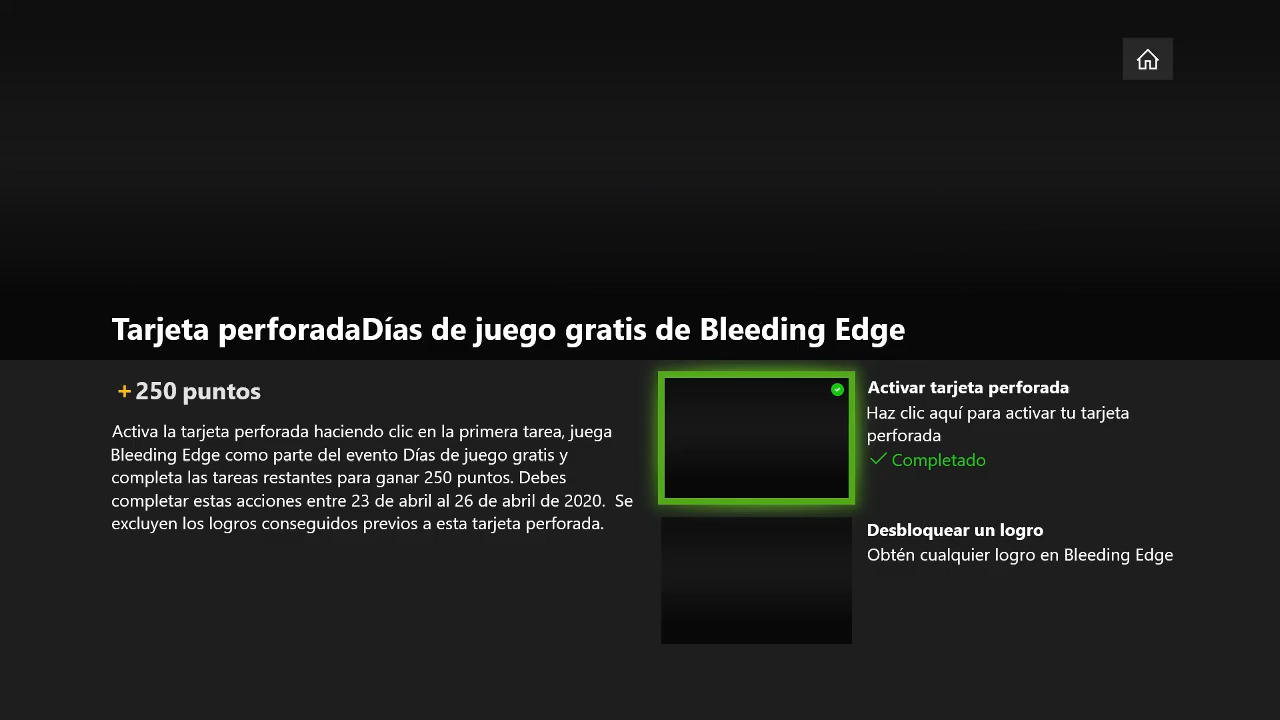 Tarjeta perforadaDías de juego gratis de Bleeding Edge
+250 puntos
Activa la tarjeta perforada haciendo clic en la primera tarea, juega
Bleeding Edge como parte del evento Días de juego gratis y
completa las tareas restantes para ganar 250 puntos. Debes
completar estas acciones entre 23 de abril al 26 de abril de 2020.  Se
excluyen los logros conseguidos previos a esta tarjeta perforada.
Activar tarjeta perforada
Haz clic aquí para activar tu tarjeta
perforada
Completado
Desbloquear un logro
Obtén cualquier logro en Bleeding Edge